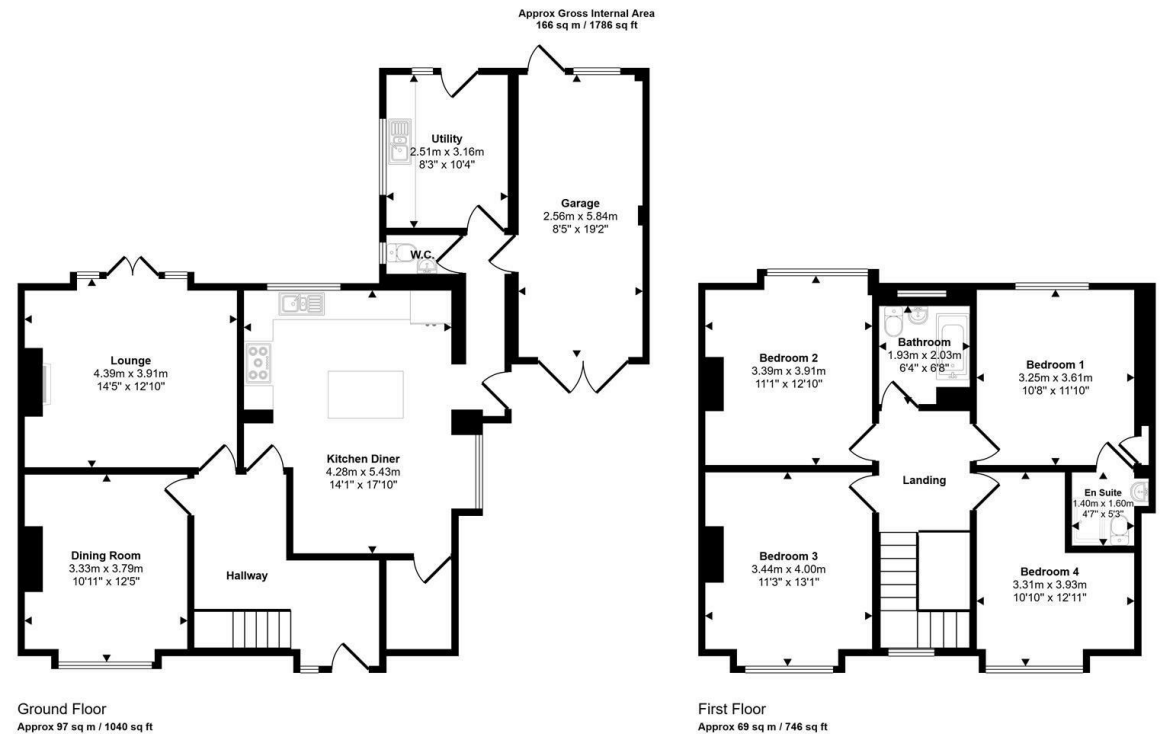 Approx Gross Internal Area
166 sq m / 1786 sq ft
Utility
2.51m x 3.16m
8'3" x 10'4"
Garage
2.56m x 5.84m
8'5" x 19'2"
W.C.
Lounge
4.39m x 3.91m
14'5" x 12'10"
Kitchen Diner
4.28m x 5.43m
14'1" x 17'10"
Dining Room
3.33m x 3.79m
10'11" x 12'5"
Hallway
Ground Floor
Approx 97 sq m / 1040 sq ft
Bedroom 2
3.39m x 3.91m
11'1" x 12'10"
Bathroom
1.93m x 2.03m
6'4" x 6'8"
Bedroom 1
3.25m x 3.61m
10'8" x 11'10"
Landing
En Suite
1.40m x 1.60m
4'7" x 5'3"
Bedroom 3
3.44m x 4.00m
11'3" x 13'1"
Bedroom 4
3.31m x 3.93m
10'10" x 12'11"
First Floor
Approx 69 sq m / 746 sq ft